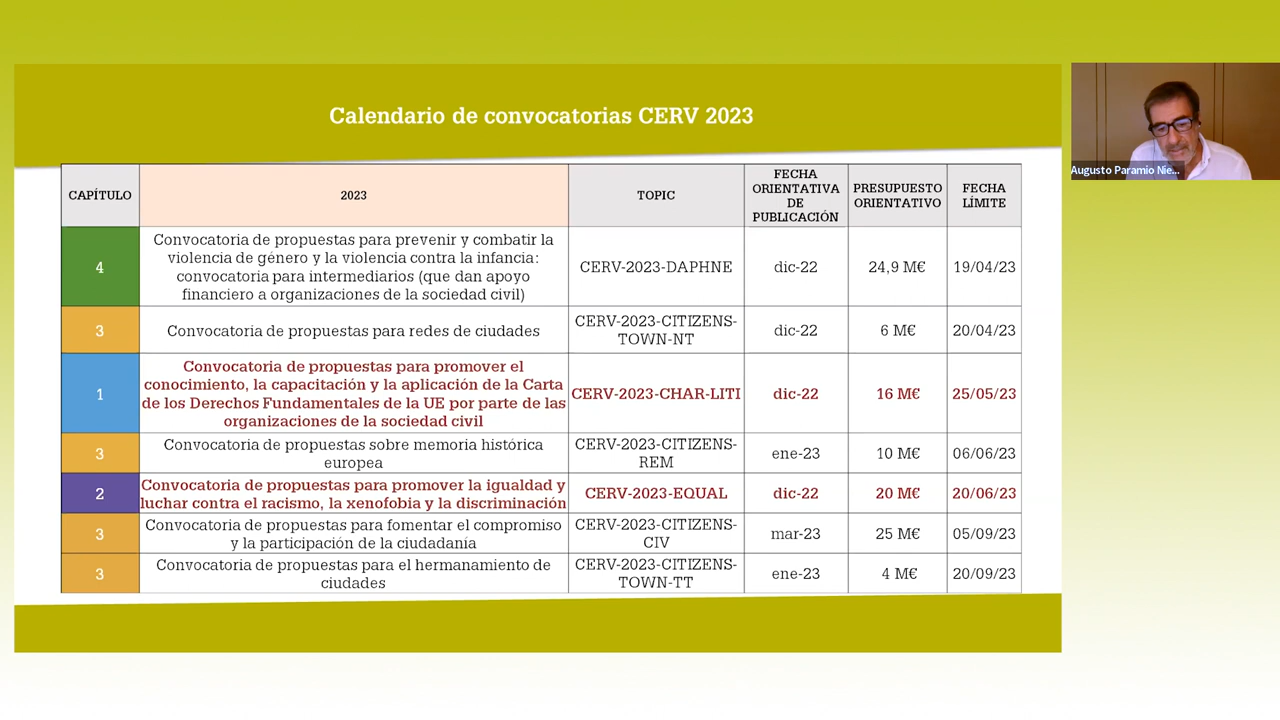 Calendario de convocatorias CERV 2023
Augusto Paramio Nie...
CAPÍTULO
2023
TOPIC
FECHA
ORIENTATIVA
DE
PUBLICACIÓN
PRESUPUESTO
ORIENTATIVO
FECHA
LÍMITE
4
Convocatoria de propuestas para prevenir y combatir la
violencia de género y la violencia contra la infancia:
convocatoria para intermediarios (que dan apoyo
financiero a organizaciones de la sociedad civil)
CERV-2023-DAPHNE
dic-22
24,9 M€
19/04/23
3
Convocatoria de propuestas para redes de ciudades
CERV-2023-CITIZENS-
TOWN-NT
dic-22
6 M€
20/04/23
1
Convocatoria de propuestas para promover el
conocimiento, la capacitación y la aplicación de la Carta
de los Derechos Fundamentales de la UE por parte de las
organizaciones de la sociedad civil
CERV-2023-CHAR-LITI
dic-22
16 M€
25/05/23
3
Convocatoria de propuestas sobre memoria histórica
europea
CERV-2023-CITIZENS-
REM
ene-23
10 M€
06/06/23
2
Convocatoria de propuestas para promover la igualdad y
luchar contra el racismo, la xenofobia y la discriminación
CERV-2023-EQUAL
dic-22
20 M€
20/06/23
3
Convocatoria de propuestas para fomentar el compromiso
y la participación de la ciudadanía
CERV-2023-CITIZENS-
CIV
mar-23
25 M€
05/09/23
3
Convocatoria de propuestas para el hermanamiento de
ciudades
CERV-2023-CITIZENS-
TOWN-TT
ene-23
4 M€
20/09/23